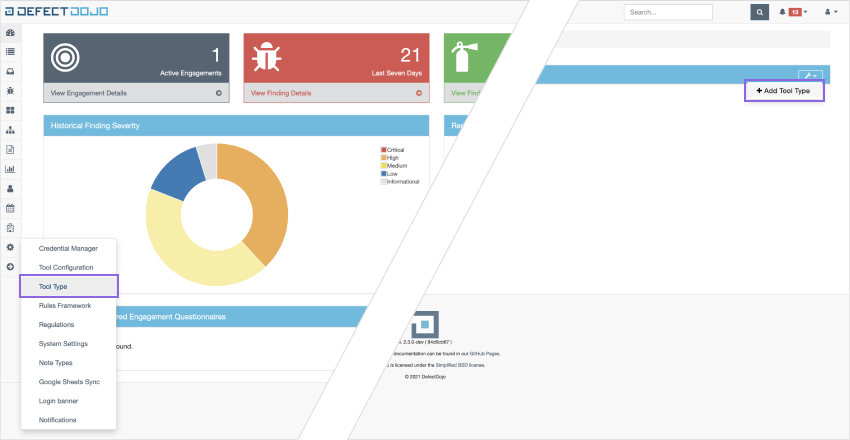 DEFECTDOJO
Search...
13
1
Active Engagements
View Engagement Details
21
Last Seven Days
View Finding Details
View Find
Add Tool Type
Historical Finding Severity
Critical
High
Medium
Low
Informational
Re
Credential Manager
Tool Configuration
Tool Type
Rules Framework
Regulations
System Settings
Note Types
Google Sheets Sync
Login banner
Notifications
red Engagement Questionnaires
ound.
2.3.0-dev ( 84d9cb67 )
documentation can be found in our GitHub Pages.
is licensed under the Simplified BSD license.
© 2021 DefectDojo